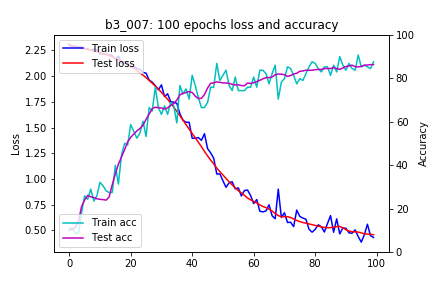 b3_007: 100 epochs loss and accuracy
Train loss
Test loss
Train acc
Test acc
Loss
2.25
2.00
1.75
1.50
1.25
1.00
0.75
0.50
Accuracy
100
80
60
40
20
0
0 20 40 60 80 100